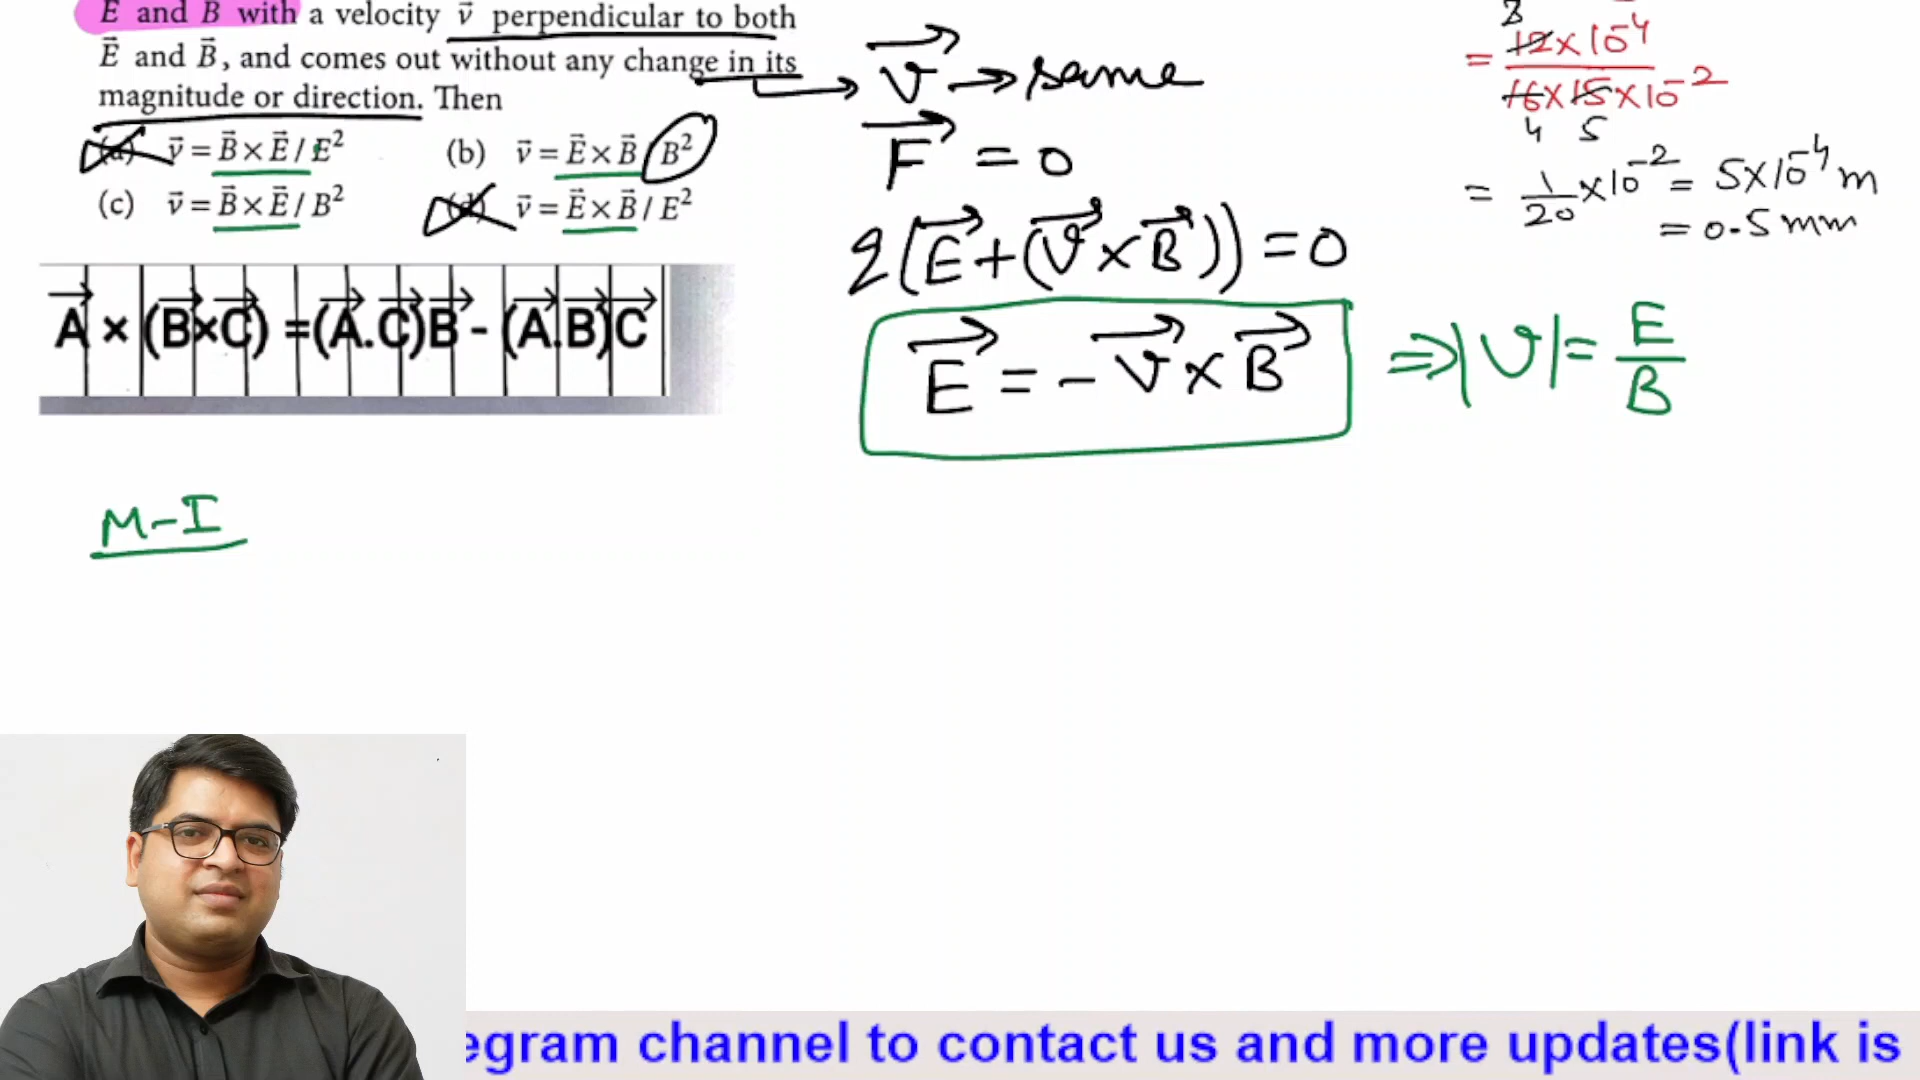 E⃗ and B⃗ with a velocity v⃗ perpendicular to both
E⃗ and B⃗, and comes out without any change in its
magnitude or direction. Then
(a) v⃗ = B⃗ × E⃗ / E²
(b) v⃗ = E⃗ × B⃗ / B²
(c) v⃗ = B⃗ × E⃗ / B²
(d) v⃗ = E⃗ × B⃗ / E²
A⃗ × (B⃗×C⃗) =(A⃗.C⃗)B⃗ - (A⃗.B⃗)C⃗
M-I
v⃗ → same
F⃗ = 0
q(E⃗+(v⃗×B⃗))=0
E⃗ = -v⃗×B⃗
⇒|v|= E/B
= 12×10⁻⁴ / 16×15×10⁻²
4 5
= 1/20 ×10⁻² = 5×10⁻⁴ m
= 0.5 mm
egram channel to contact us and more updates(link is